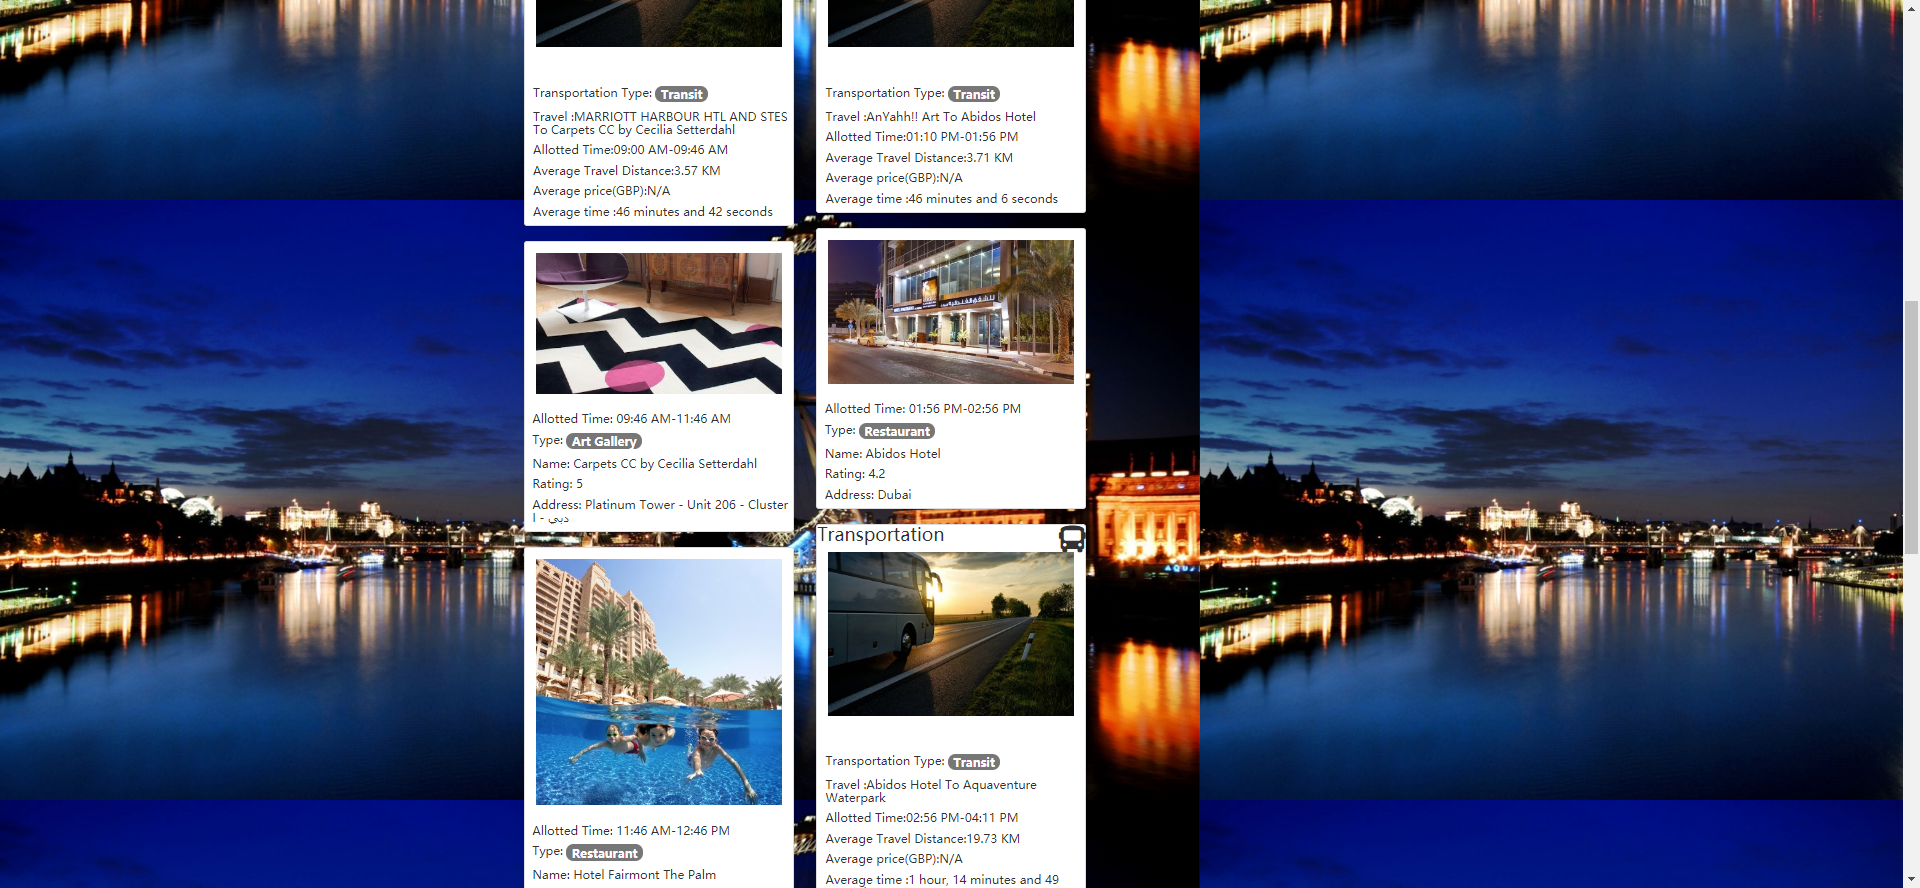 Transportation Type: Transit
Travel :MARRIOTT HARBOUR HTL AND STES
To Carpets CC by Cecilia Setterdahl
Allotted Time:09:00 AM-09:46 AM
Average Travel Distance:3.57 KM
Average price(GBP):N/A
Average time :46 minutes and 42 seconds
Allotted Time: 09:46 AM-11:46 AM
Type: Art Gallery
Name: Carpets CC by Cecilia Setterdahl
Rating: 5
Address: Platinum Tower - Unit 206 - Cluster
I - دبي
Allotted Time: 11:46 AM-12:46 PM
Type: Restaurant
Name: Hotel Fairmont The Palm
Transportation Type: Transit
Travel :AnYahh!! Art To Abidos Hotel
Allotted Time:01:10 PM-01:56 PM
Average Travel Distance:3.71 KM
Average price(GBP):N/A
Average time :46 minutes and 6 seconds
Allotted Time: 01:56 PM-02:56 PM
Type: Restaurant
Name: Abidos Hotel
Rating: 4.2
Address: Dubai
Transportation
Transportation Type: Transit
Travel :Abidos Hotel To Aquaventure
Waterpark
Allotted Time:02:56 PM-04:11 PM
Average Travel Distance:19.73 KM
Average price(GBP):N/A
Average time :1 hour, 14 minutes and 49